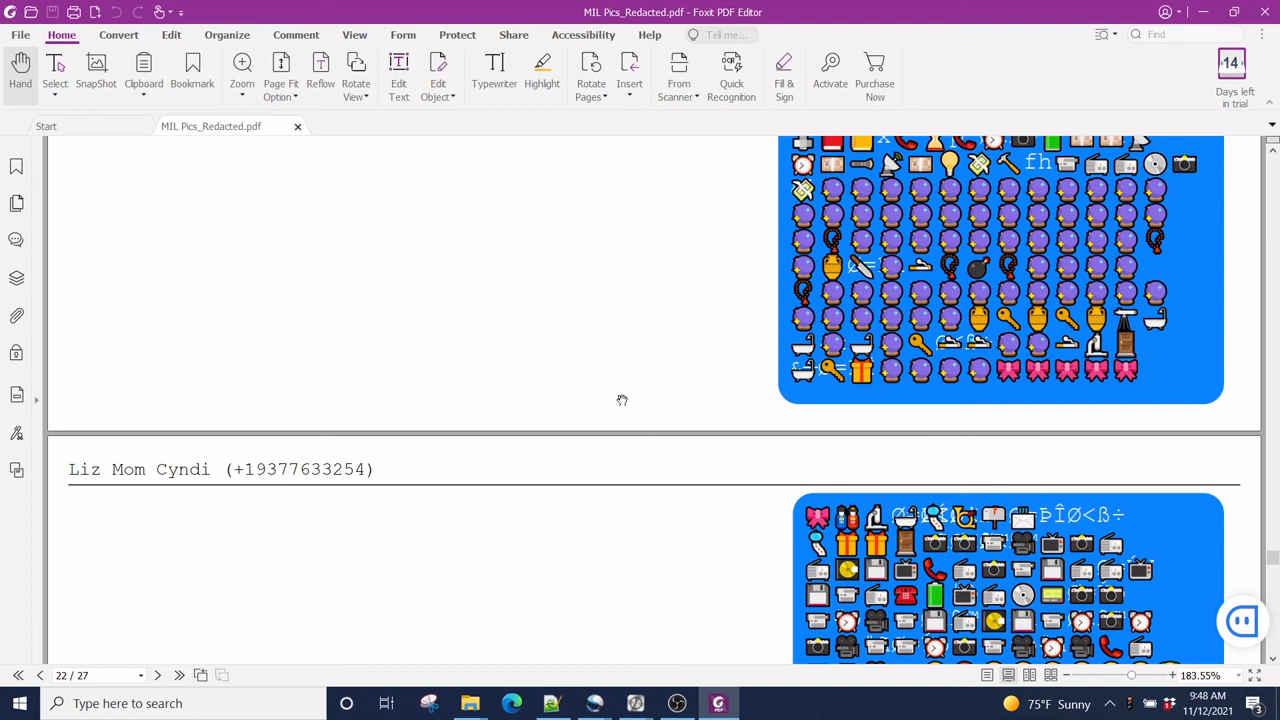 MIL Pics_Redacted.pdf - Foxit PDF Editor
File Home Convert Edit Organize Comment View Form Protect Share Accessibility Help Tell me... Find
Hand Select SnapShot Clipboard Bookmark Zoom Page Fit Option Reflow Rotate View Edit Text Edit Object Typewriter Highlight Rotate Pages Insert From Scanner Quick Recognition Fill & Sign Activate Purchase Now
14
Days left in trial
Start MIL Pics_Redacted.pdf
fh
Liz Mom Cyndi (+19377633254)
22 / 27
183.55%
Type here to search
75°F Sunny
9:48 AM
11/12/2021
3